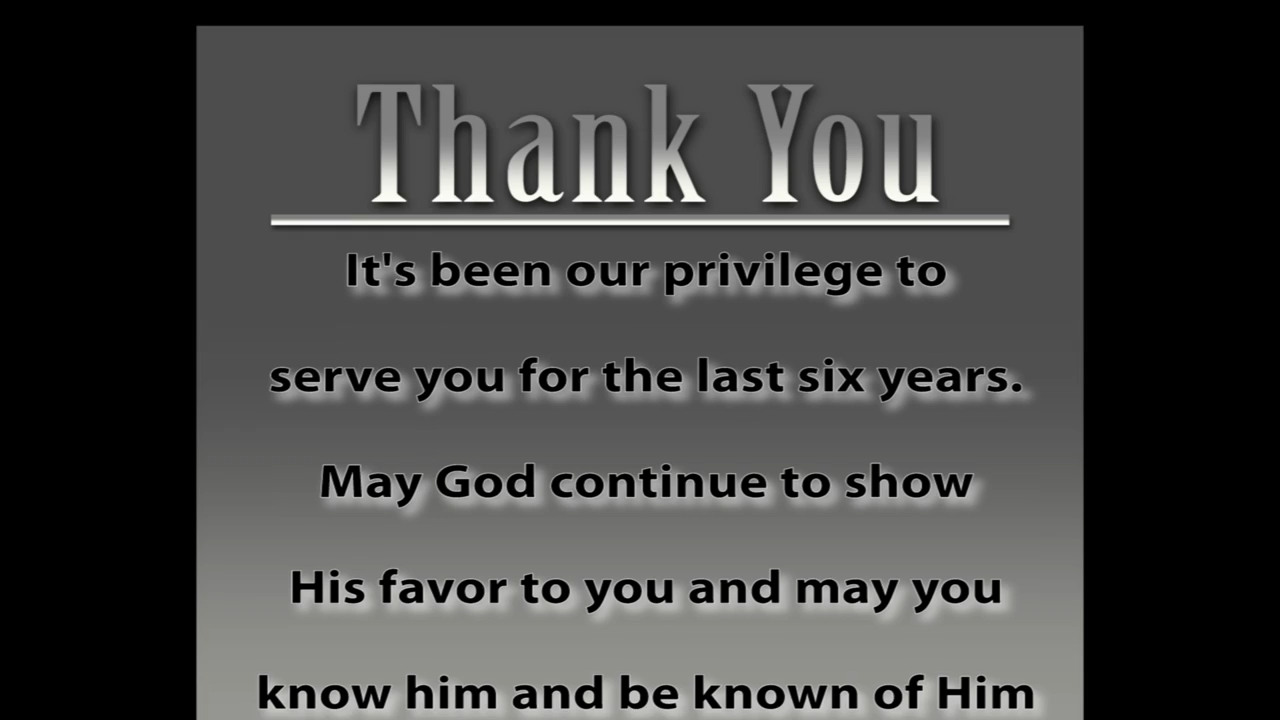 Thank You
It's been our privilege to
serve you for the last six years.
May God continue to show
His favor to you and may you
know him and be known of Him